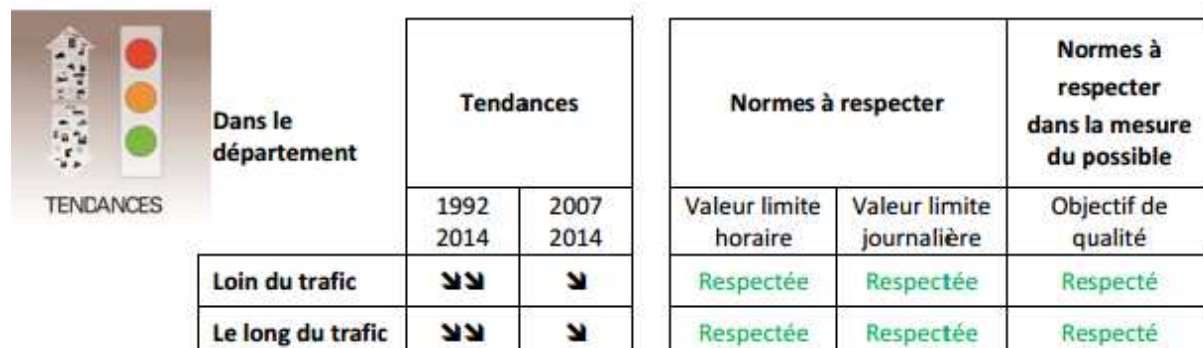 TENDANCES
Dans le
département
Tendances
Normes à respecter
Normes à
respecter
dans la mesure
du possible
1992
2014
2007
2014
Valeur limite
horaire
Valeur limite
journalière
Objectif de
qualité
Loin du trafic
Respectée
Respectée
Respecté
Le long du trafic
Respectée
Respectée
Respecté